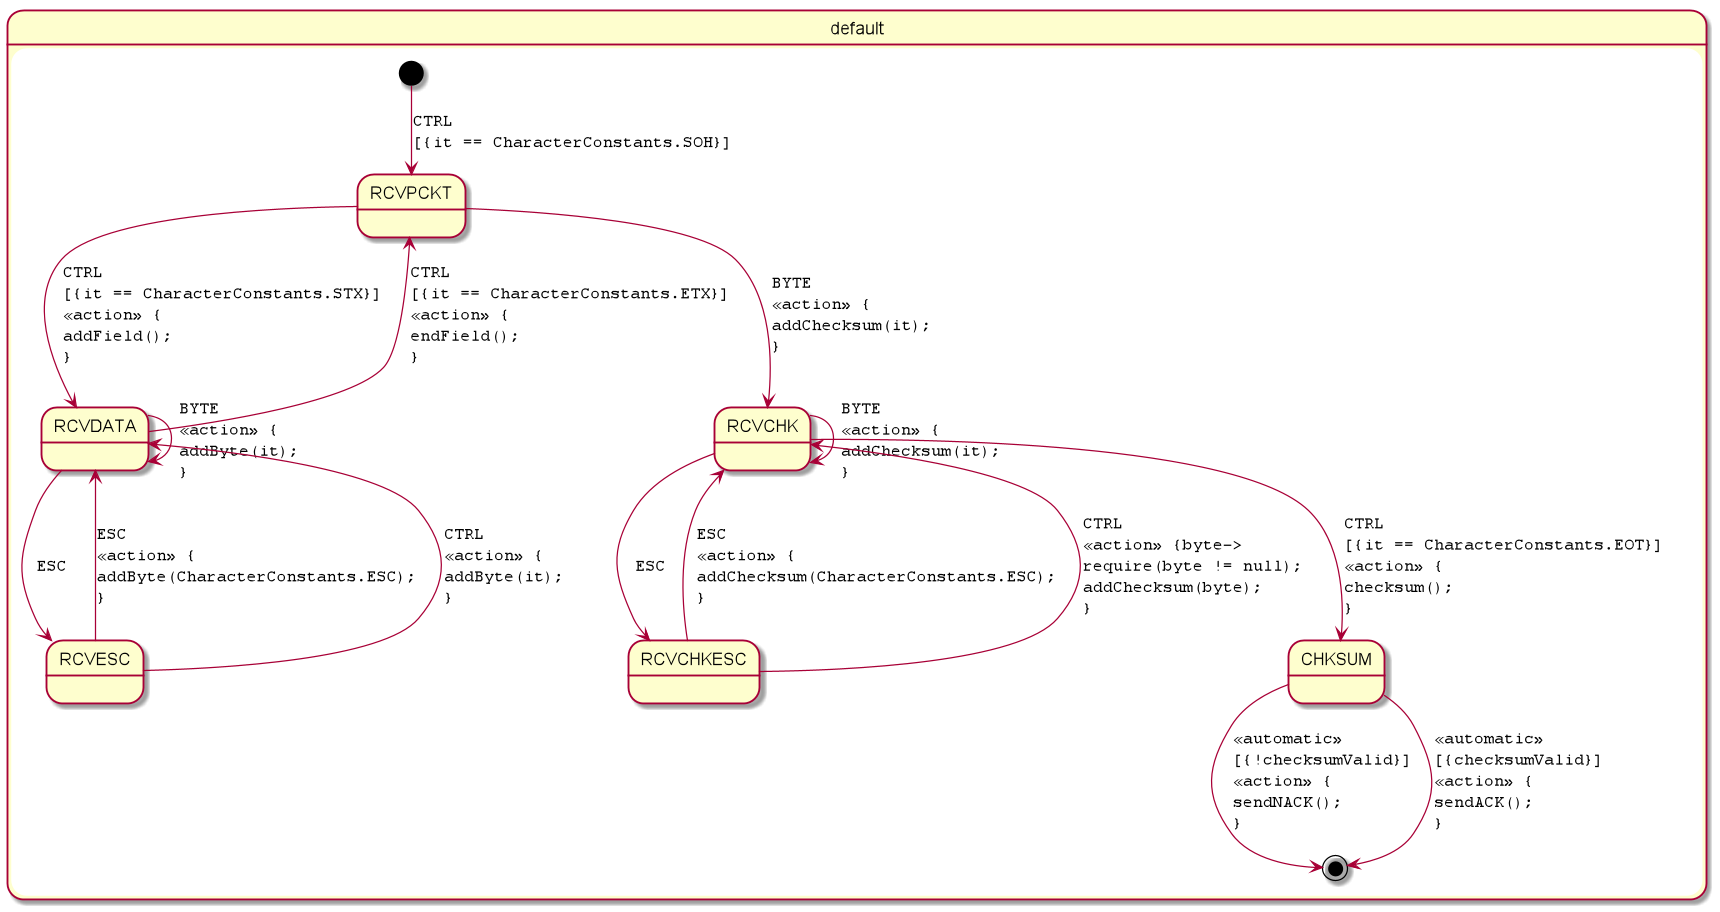 default
CTRL
[{it == CharacterConstants.SOH}]
RCVPCKT
CTRL
[{it == CharacterConstants.STX}]
«action» {
addField();
}
CTRL
[{it == CharacterConstants.ETX}]
«action» {
endField();
}
BYTE
«action» {
addChecksum(it);
}
RCVDATA
BYTE
«action» {
addByte(it);
}
RCVCHK
BYTE
«action» {
addChecksum(it);
}
ESC
ESC
«action» {
addByte(CharacterConstants.ESC);
}
CTRL
«action» {
addByte(it);
}
ESC
ESC
«action» {
addChecksum(CharacterConstants.ESC);
}
CTRL
«action» {byte->
require(byte != null);
addChecksum(byte);
}
CTRL
[{it == CharacterConstants.EOT}]
«action» {
checksum();
}
RCVESC
RCVCHKESC
CHKSUM
«automatic»
[{!checksumValid}]
«action» {
sendNACK();
}
«automatic»
[{checksumValid}]
«action» {
sendACK();
}